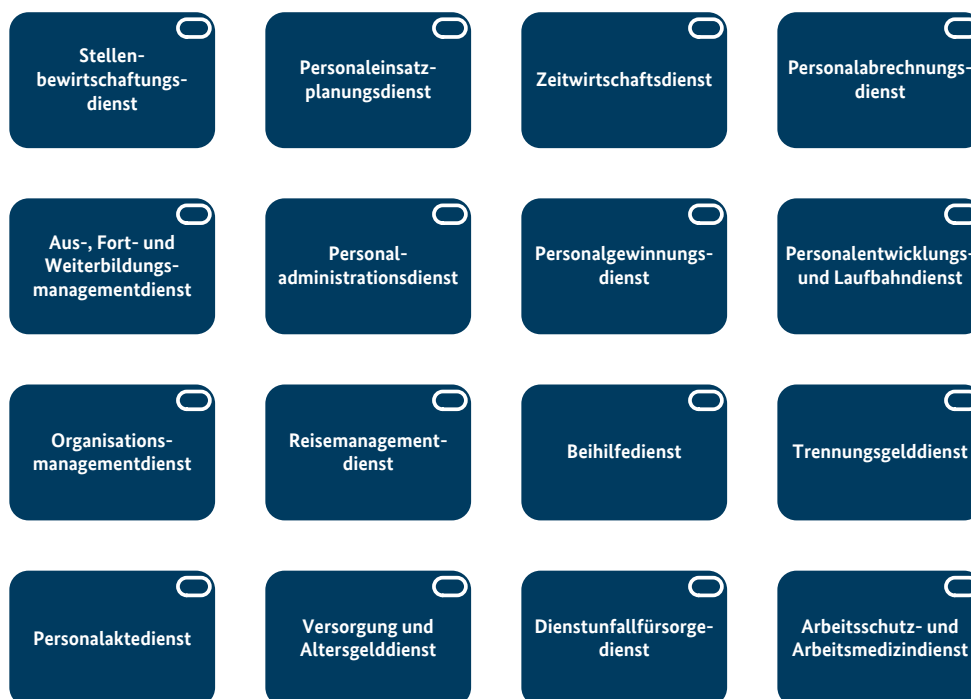 Stellen-
bewirtschaftungs-
dienst
Personaleinsatz-
planungsdienst
Zeitwirtschaftsdienst
Personalabrechnungs-
dienst
Aus-, Fort- und
Weiterbildungs-
managementdienst
Personal-
administrationsdienst
Personalgewinnungs-
dienst
Personalentwicklungs-
und Laufbahndienst
Organisations-
managementdienst
Reisemanagement-
dienst
Beihilfedienst
Trennungsgelddienst
Personalaktedienst
Versorgung und
Altersgelddienst
Dienstunfallfürsorge-
dienst
Arbeitsschutz- und
Arbeitsmedizindienst